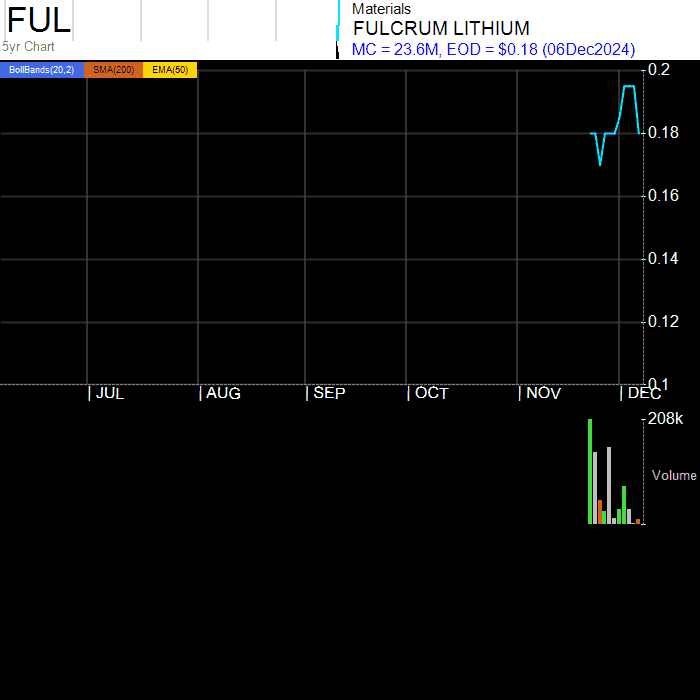 FUL
5yr Chart
Materials
FULCRUM LITHIUM
MC = 23.6M, EOD = $0.18 (06Dec2024)
BollBands(20,2) SMA(200) EMA(50)
0.2
0.18
0.16
0.14
0.12
0.1
| JUL | AUG | SEP | OCT | NOV | DEC
208k
Volume